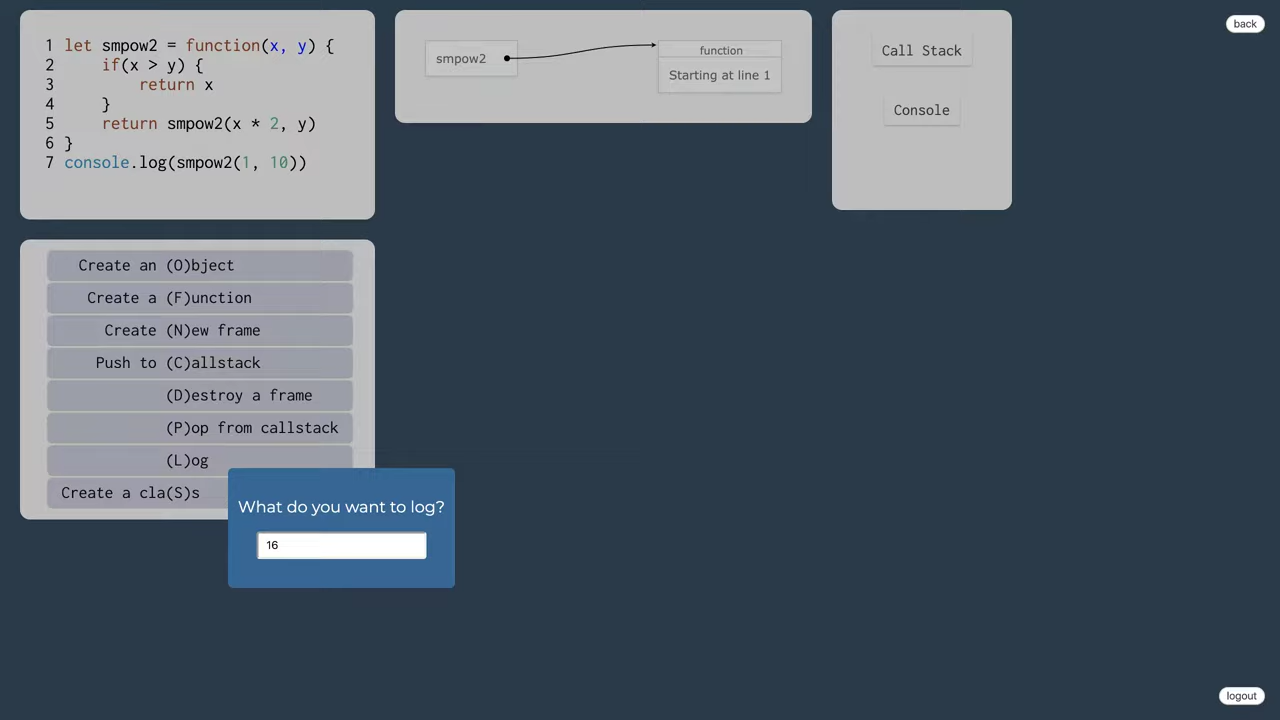 1 let smpow2 = function(x, y) {
2 if(x > y) {
3 return x
4 }
5 return smpow2(x * 2, y)
6 }
7 console.log(smpow2(1, 10))
smpow2
function
Starting at line 1
Call Stack
Console
back
Create an (O)bject
Create a (F)unction
Create (N)ew frame
Push to (C)allstack
(D)estroy a frame
(P)op from callstack
(L)og
Create a cla(S)s
What do you want to log?
16
logout